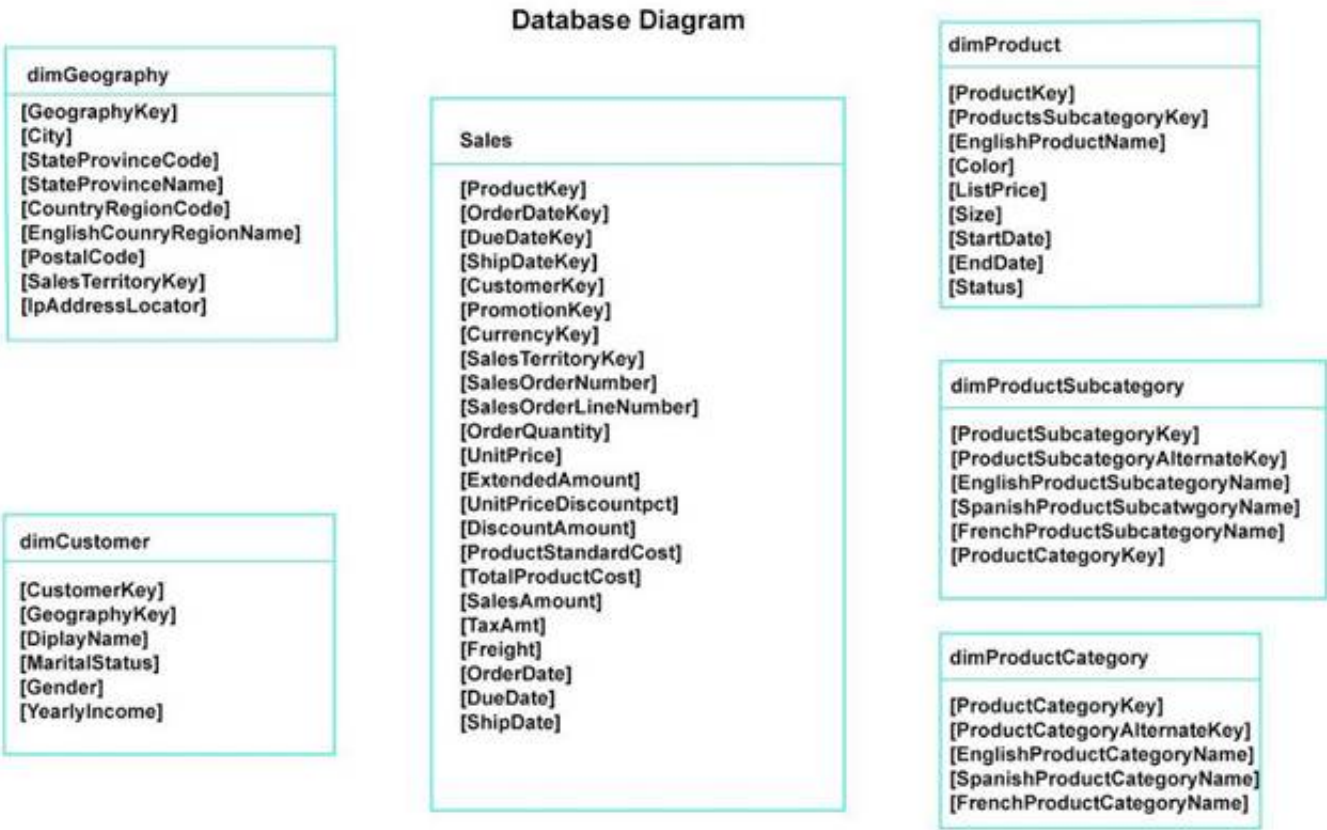 Database Diagram
dimGeography
[GeographyKey]
[City]
[StateProvinceCode]
[StateProvinceName]
[CountryRegionCode]
[EnglishCounryRegionName]
[PostalCode]
[SalesTerritoryKey]
[IpAddressLocator]
dimCustomer
[CustomerKey]
[GeographyKey]
[DiplayName]
[MaritalStatus]
[Gender]
[YearlyIncome]
Sales
[ProductKey]
[OrderDateKey]
[DueDateKey]
[ShipDateKey]
[CustomerKey]
[PromotionKey]
[CurrencyKey]
[SalesTerritoryKey]
[SalesOrderNumber]
[SalesOrderLineNumber]
[OrderQuantity]
[UnitPrice]
[ExtendedAmount]
[UnitPriceDiscountpct]
[DiscountAmount]
[ProductStandardCost]
[TotalProductCost]
[SalesAmount]
[TaxAmt]
[Freight]
[OrderDate]
[DueDate]
[ShipDate]
dimProduct
[ProductKey]
[ProductsSubcategoryKey]
[EnglishProductName]
[Color]
[ListPrice]
[Size]
[StartDate]
[EndDate]
[Status]
dimProductSubcategory
[ProductSubcategoryKey]
[ProductSubcategoryAlternateKey]
[EnglishProductSubcategoryName]
[SpanishProductSubcatwgoryName]
[FrenchProductSubcategoryName]
[ProductCategoryKey]
dimProductCategory
[ProductCategoryKey]
[ProductCategoryAlternateKey]
[EnglishProductCategoryName]
[SpanishProductCategoryName]
[FrenchProductCategoryName]